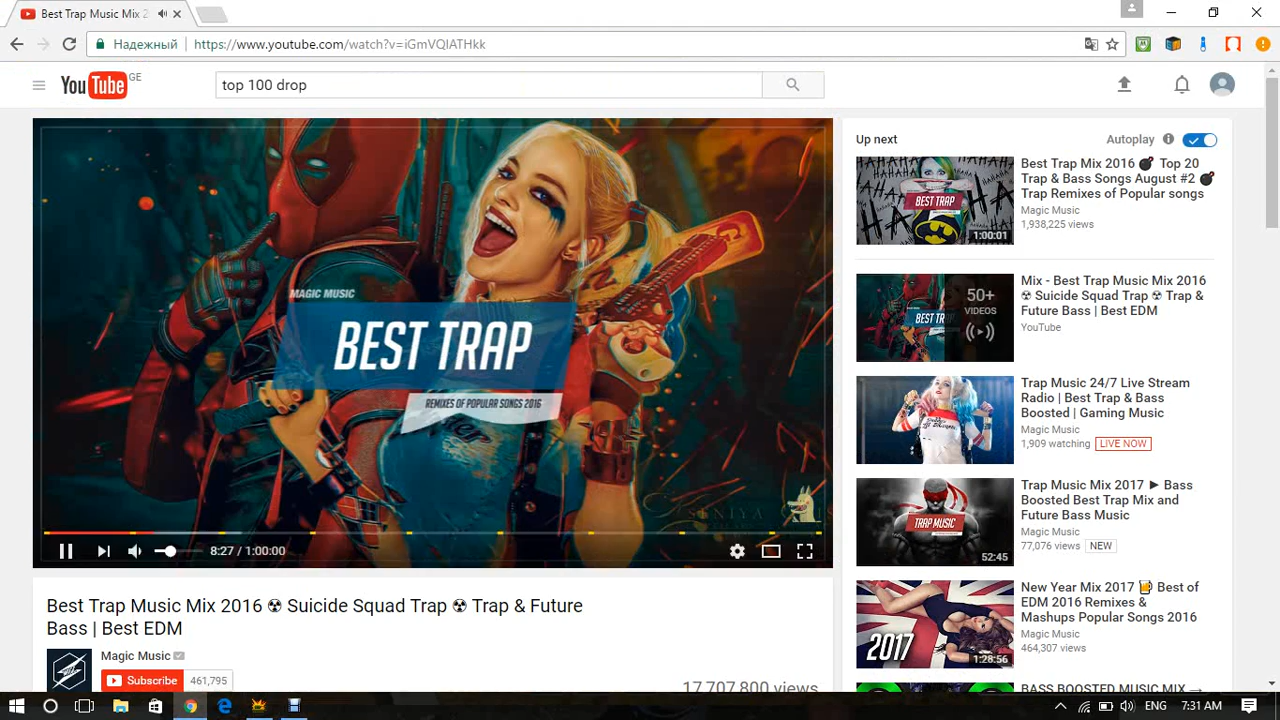 Best Trap Music Mix 2
Надежный
https://www.youtube.com/watch?v=iGmVQIATHkk
YouTube GE
top 100 drop
MAGIC MUSIC
BEST TRAP
REMIXES OF POPULAR SONGS 2016
8:27 / 1:00:00
Best Trap Music Mix 2016 ☢ Suicide Squad Trap ☢ Trap & Future
Bass | Best EDM
Magic Music
Subscribe 461,795
17,707,800 views
Up next
Autoplay
BEST TRAP
1:00:01
Best Trap Mix 2016 💣 Top 20
Trap & Bass Songs August #2 💣
Trap Remixes of Popular songs
Magic Music
1,938,225 views
BEST TR
50+
VIDEOS
Mix - Best Trap Music Mix 2016
☢ Suicide Squad Trap ☢ Trap &
Future Bass | Best EDM
YouTube
Trap Music 24/7 Live Stream
Radio | Best Trap & Bass
Boosted | Gaming Music
Magic Music
1,909 watching LIVE NOW
TRAP MUSIC
52:45
Trap Music Mix 2017 ► Bass
Boosted Best Trap Mix and
Future Bass Music
Magic Music
77,076 views NEW
2017
1:28:56
New Year Mix 2017 🍺 Best of
EDM 2016 Remixes &
Mashups Popular Songs 2016
Magic Music
464,307 views
BASS BOOSTED MUSIC MIX →
ENG
7:31 AM